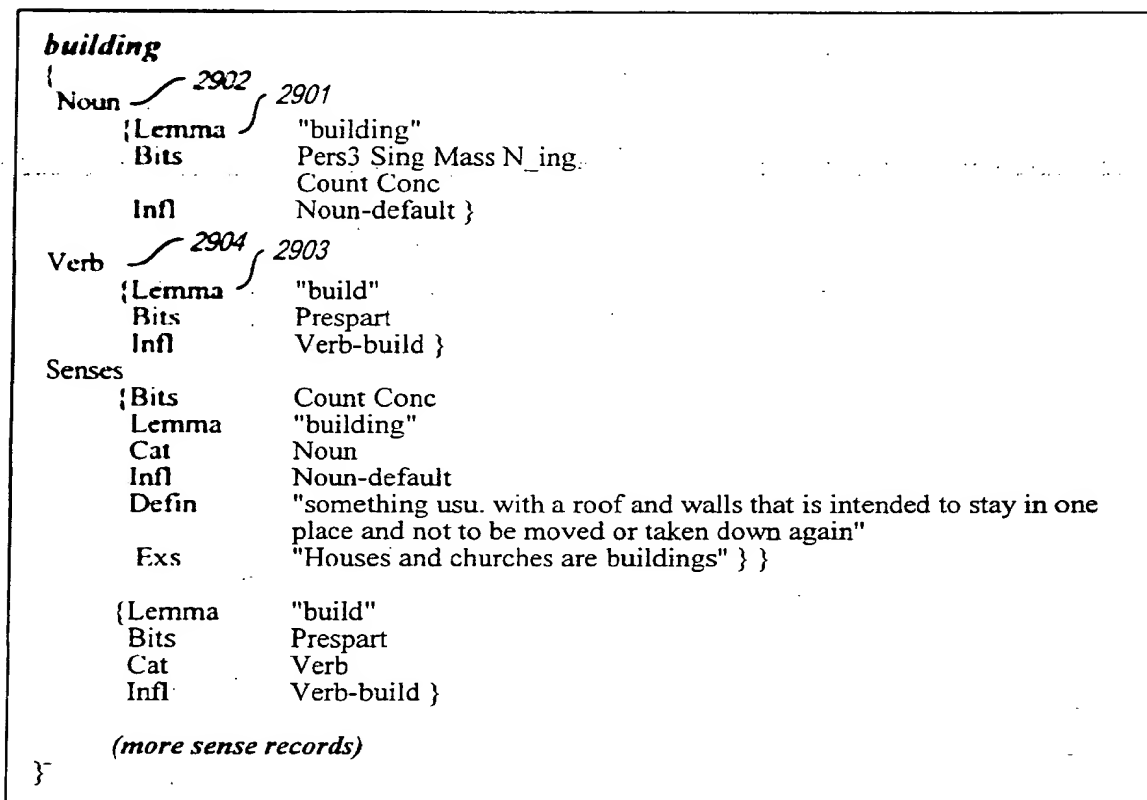 building
{
Noun 2902
2901
{Lemma "building"
Bits Pers3 Sing Mass N_ing
Count Conc
Infl Noun-default }
Verb 2904
2903
{Lemma "build"
Bits Prespart
Infl Verb-build }
Senses
{Bits Count Conc
Lemma "building"
Cat Noun
Infl Noun-default
Defin "something usu. with a roof and walls that is intended to stay in one
place and not to be moved or taken down again"
Exs "Houses and churches are buildings" } }
{Lemma "build"
Bits Prespart
Cat Verb
Infl Verb-build }
(more sense records)
}